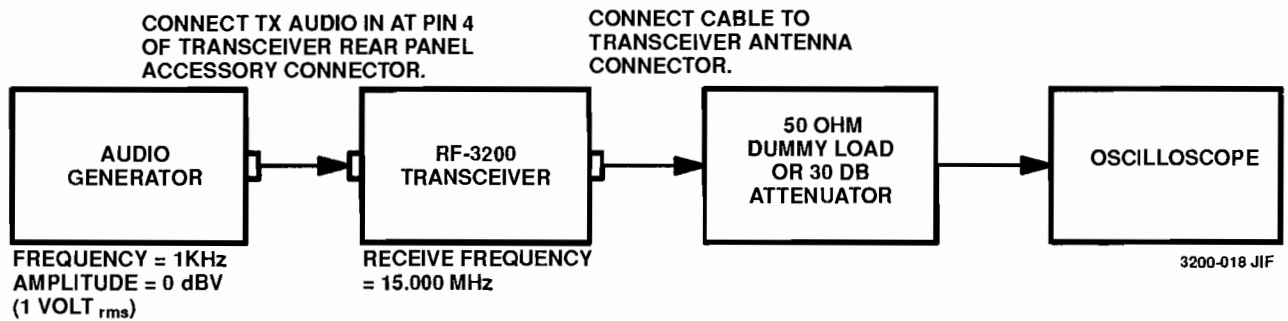 CONNECT TX AUDIO IN AT PIN 4
OF TRANSCEIVER REAR PANEL
ACCESSORY CONNECTOR.
CONNECT CABLE TO
TRANSCEIVER ANTENNA
CONNECTOR.
AUDIO
GENERATOR
RF-3200
TRANSCEIVER
50 OHM
DUMMY LOAD
OR 30 DB
ATTENUATOR
OSCILLOSCOPE
FREQUENCY = 1KHz
AMPLITUDE = 0 dBV
(1 VOLT rms)
RECEIVE FREQUENCY
= 15.000 MHz
3200-018 JIF